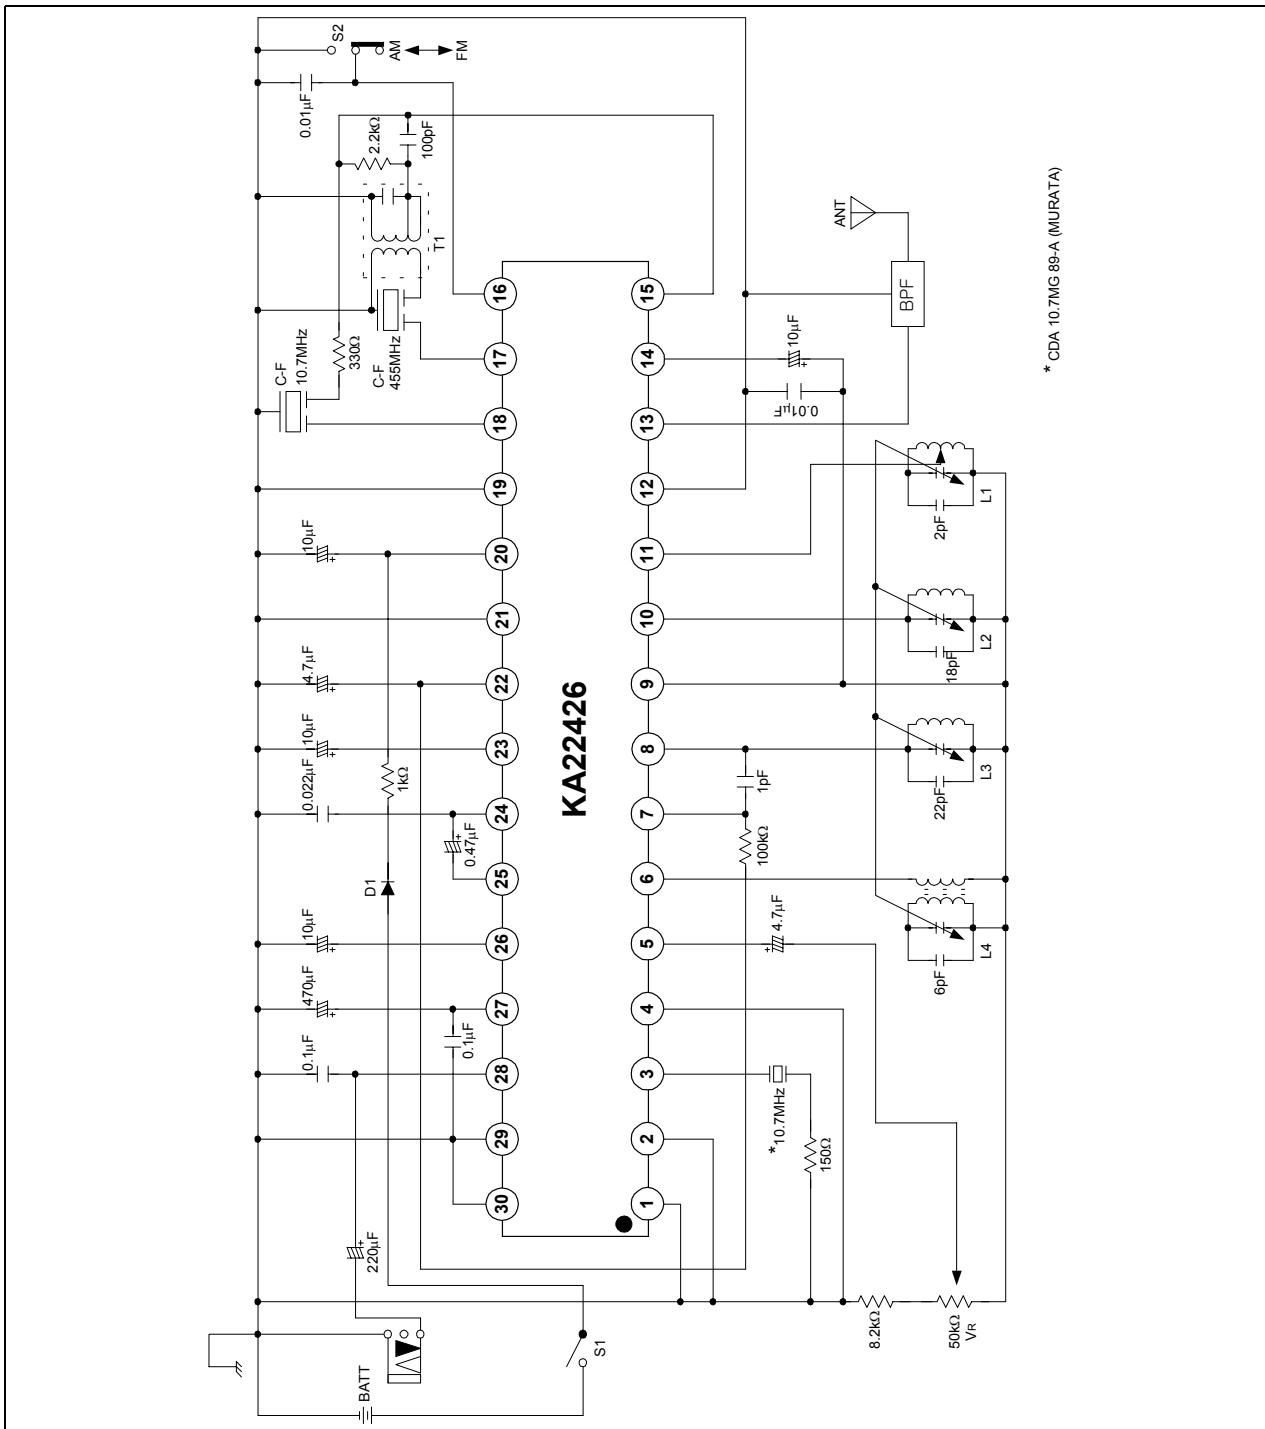 S2
AM
FM
0.01µF
2.2kΩ
100pF
T1
C-F
10.7MHz
330Ω
C-F
455MHz
ANT
BPF
* CDA 10.7MG 89-A (MURATA)
16
17
18
19
20
21
22
23
24
25
26
27
28
29
30
15
14
13
12
11
10
9
8
7
6
5
4
3
2
1
KA22426
10µF
4.7µF
10µF
0.022µF
0.47µF
10µF
470µF
0.1µF
0.1µF
220µF
1kΩ
D1
BATT
S1
10µF
0.01µF
1pF
100kΩ
4.7µF
*10.7MHz
150Ω
8.2kΩ
50kΩ
VR
2pF
L1
18pF
L2
22pF
L3
6pF
L4
+
+
+
+
+
+
+
+
+